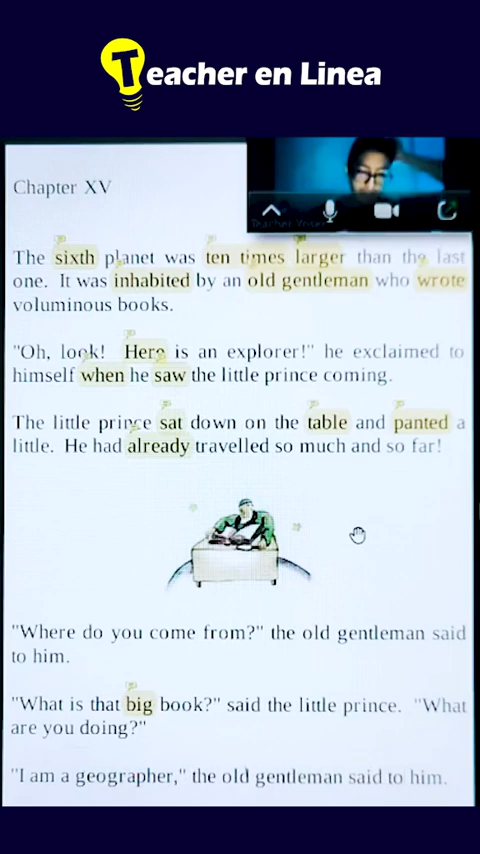 Teacher en Linea
Chapter XV
The sixth planet was ten times larger than the last
one. It was inhabited by an old gentleman who wrote
voluminous books.
"Oh, look! Here is an explorer!" he exclaimed to
himself when he saw the little prince coming.
The little prince sat down on the table and panted a
little. He had already travelled so much and so far!
"Where do you come from?" the old gentleman said
to him.
"What is that big book?" said the little prince. "What
are you doing?"
"I am a geographer," the old gentleman said to him.